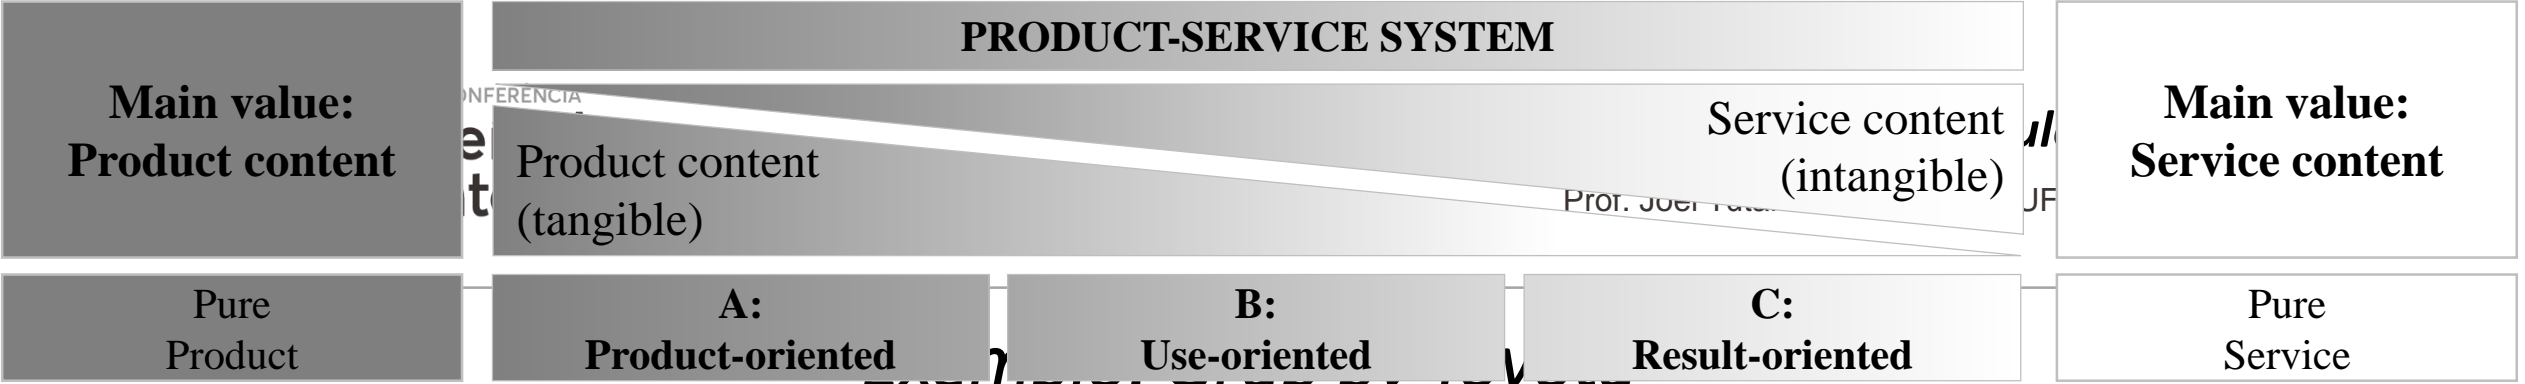 PRODUCT-SERVICE SYSTEM
Main value:
Product content
Product content
(tangible)
Service content
(intangible)
Main value:
Service content
Prof.
Pure
Product
A:
Product-oriented
B:
Use-oriented
C:
Result-oriented
Pure
Service